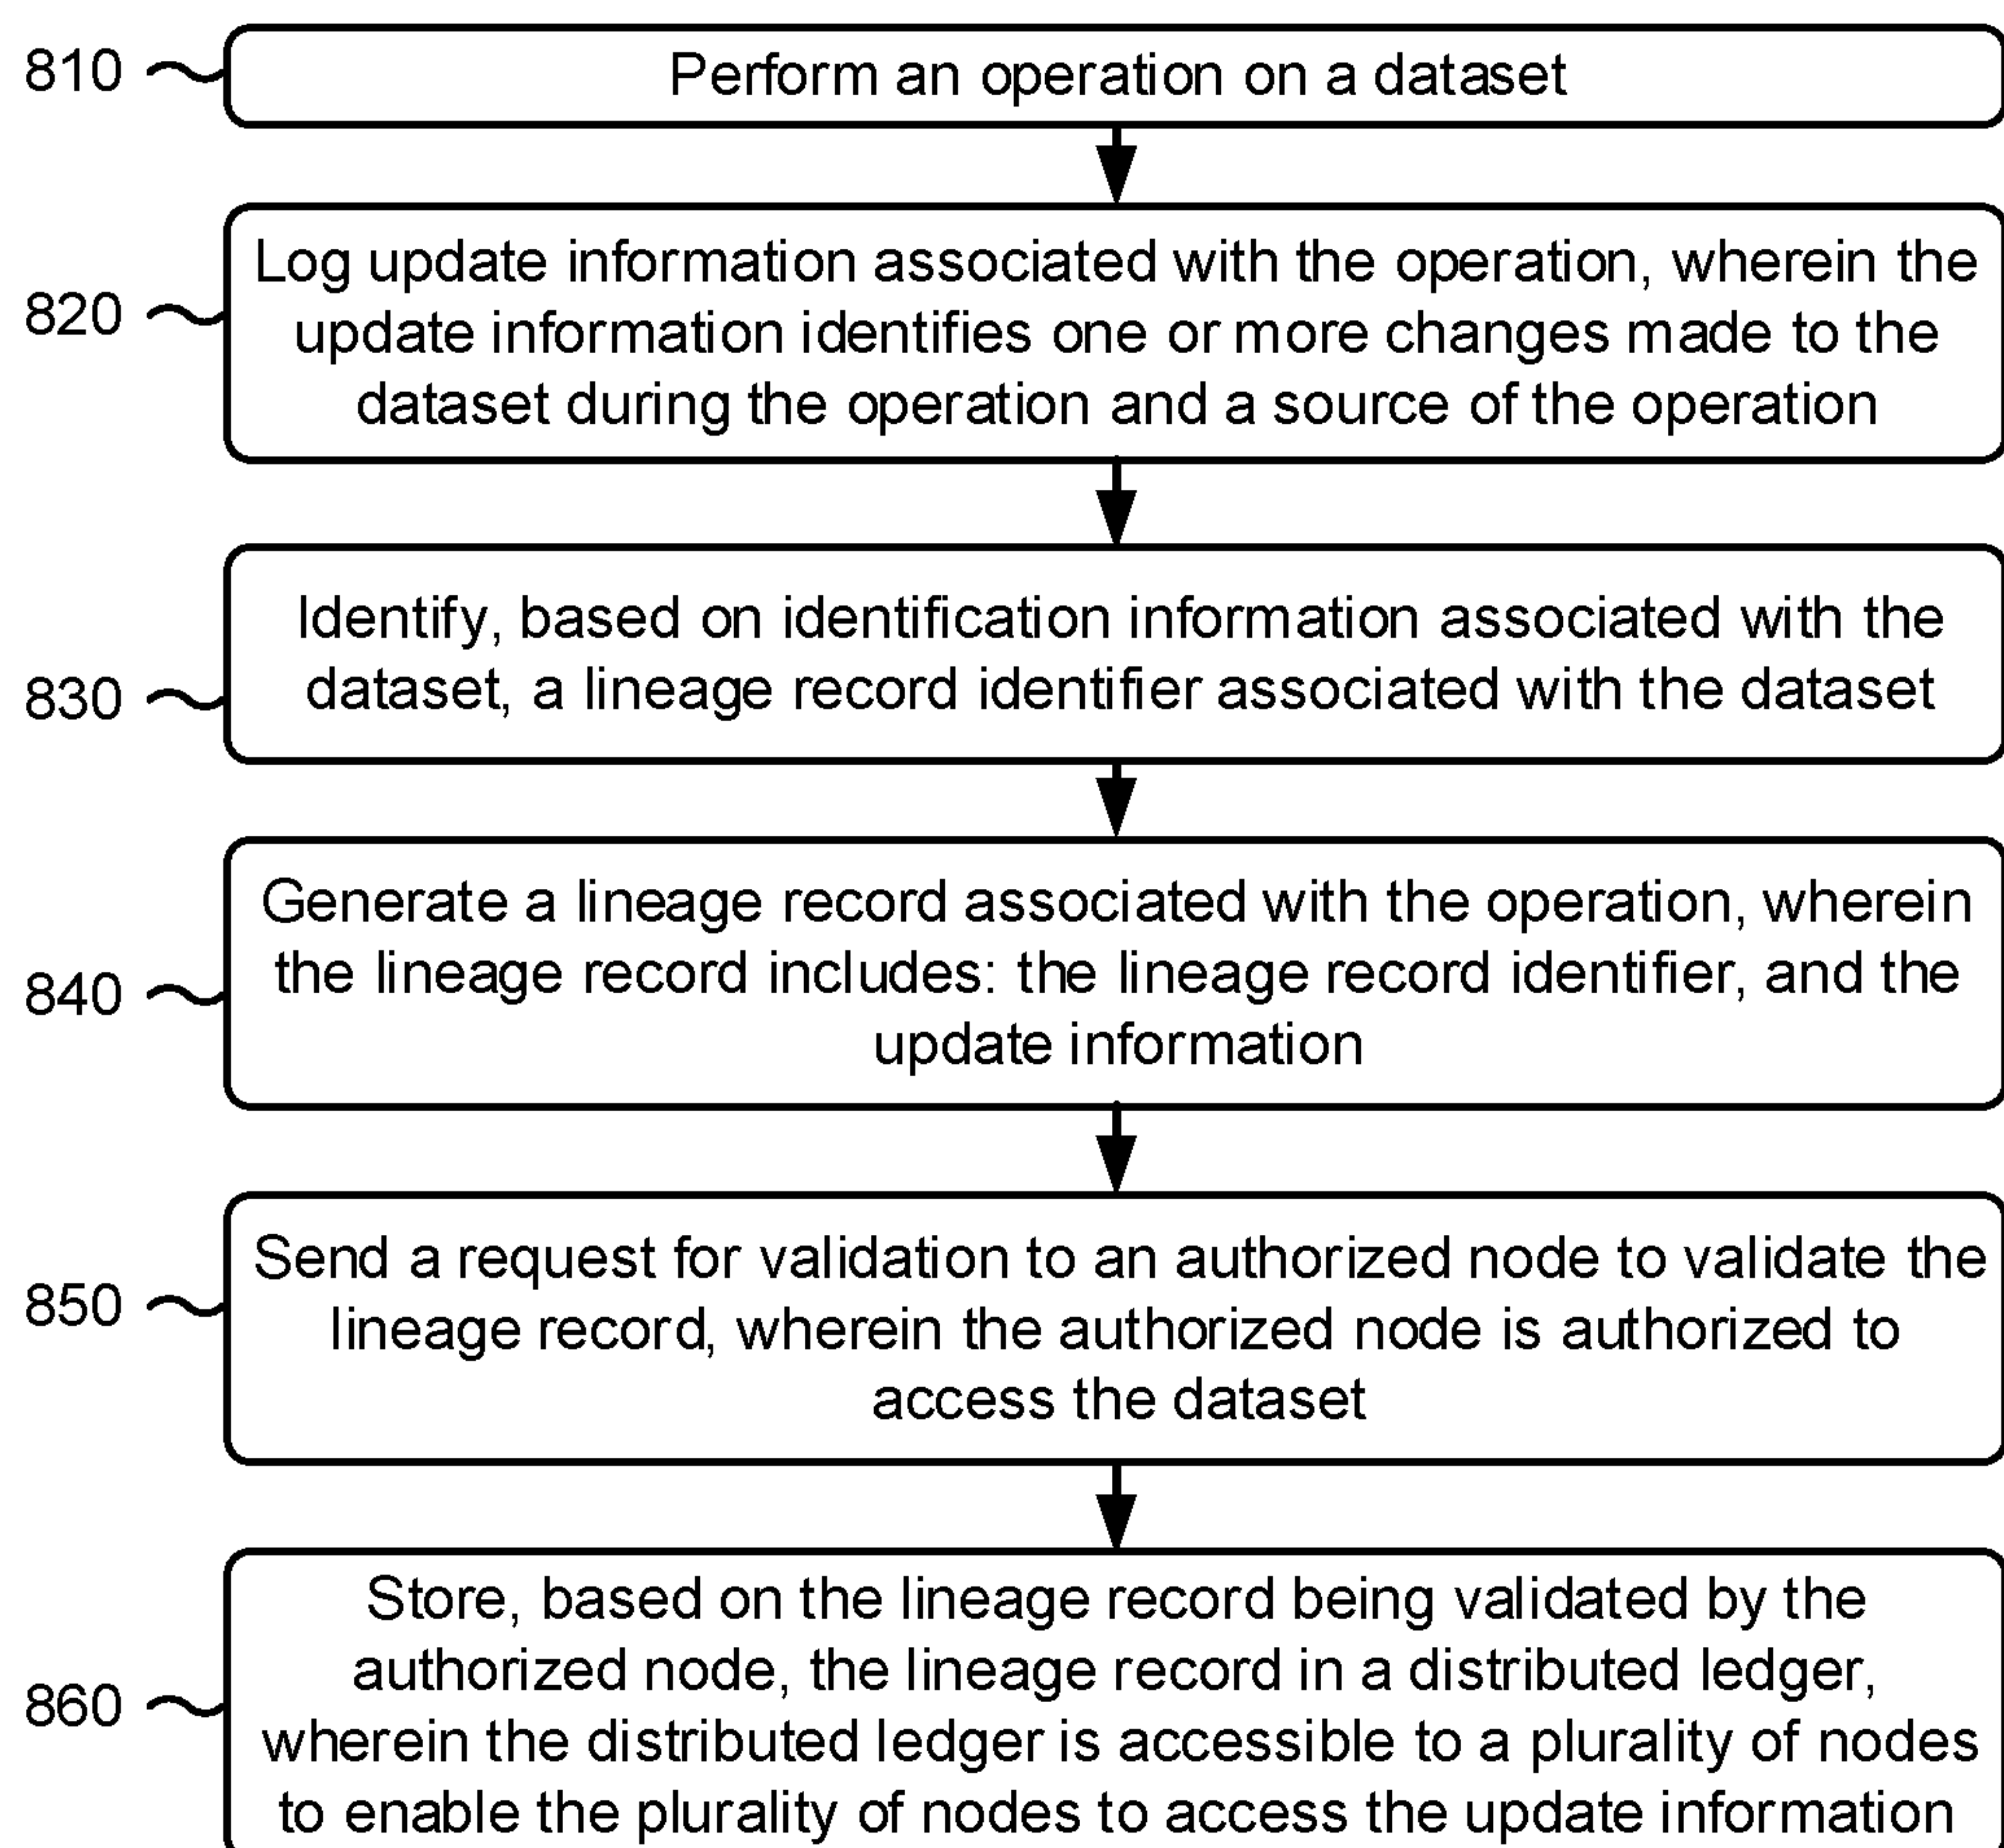 810
Perform an operation on a dataset
820
Log update information associated with the operation, wherein the
update information identifies one or more changes made to the
dataset during the operation and a source of the operation
830
Identify, based on identification information associated with the
dataset, a lineage record identifier associated with the dataset
840
Generate a lineage record associated with the operation, wherein
the lineage record includes: the lineage record identifier, and the
update information
850
Send a request for validation to an authorized node to validate the
lineage record, wherein the authorized node is authorized to
access the dataset
860
Store, based on the lineage record being validated by the
authorized node, the lineage record in a distributed ledger,
wherein the distributed ledger is accessible to a plurality of nodes
to enable the plurality of nodes to access the update information